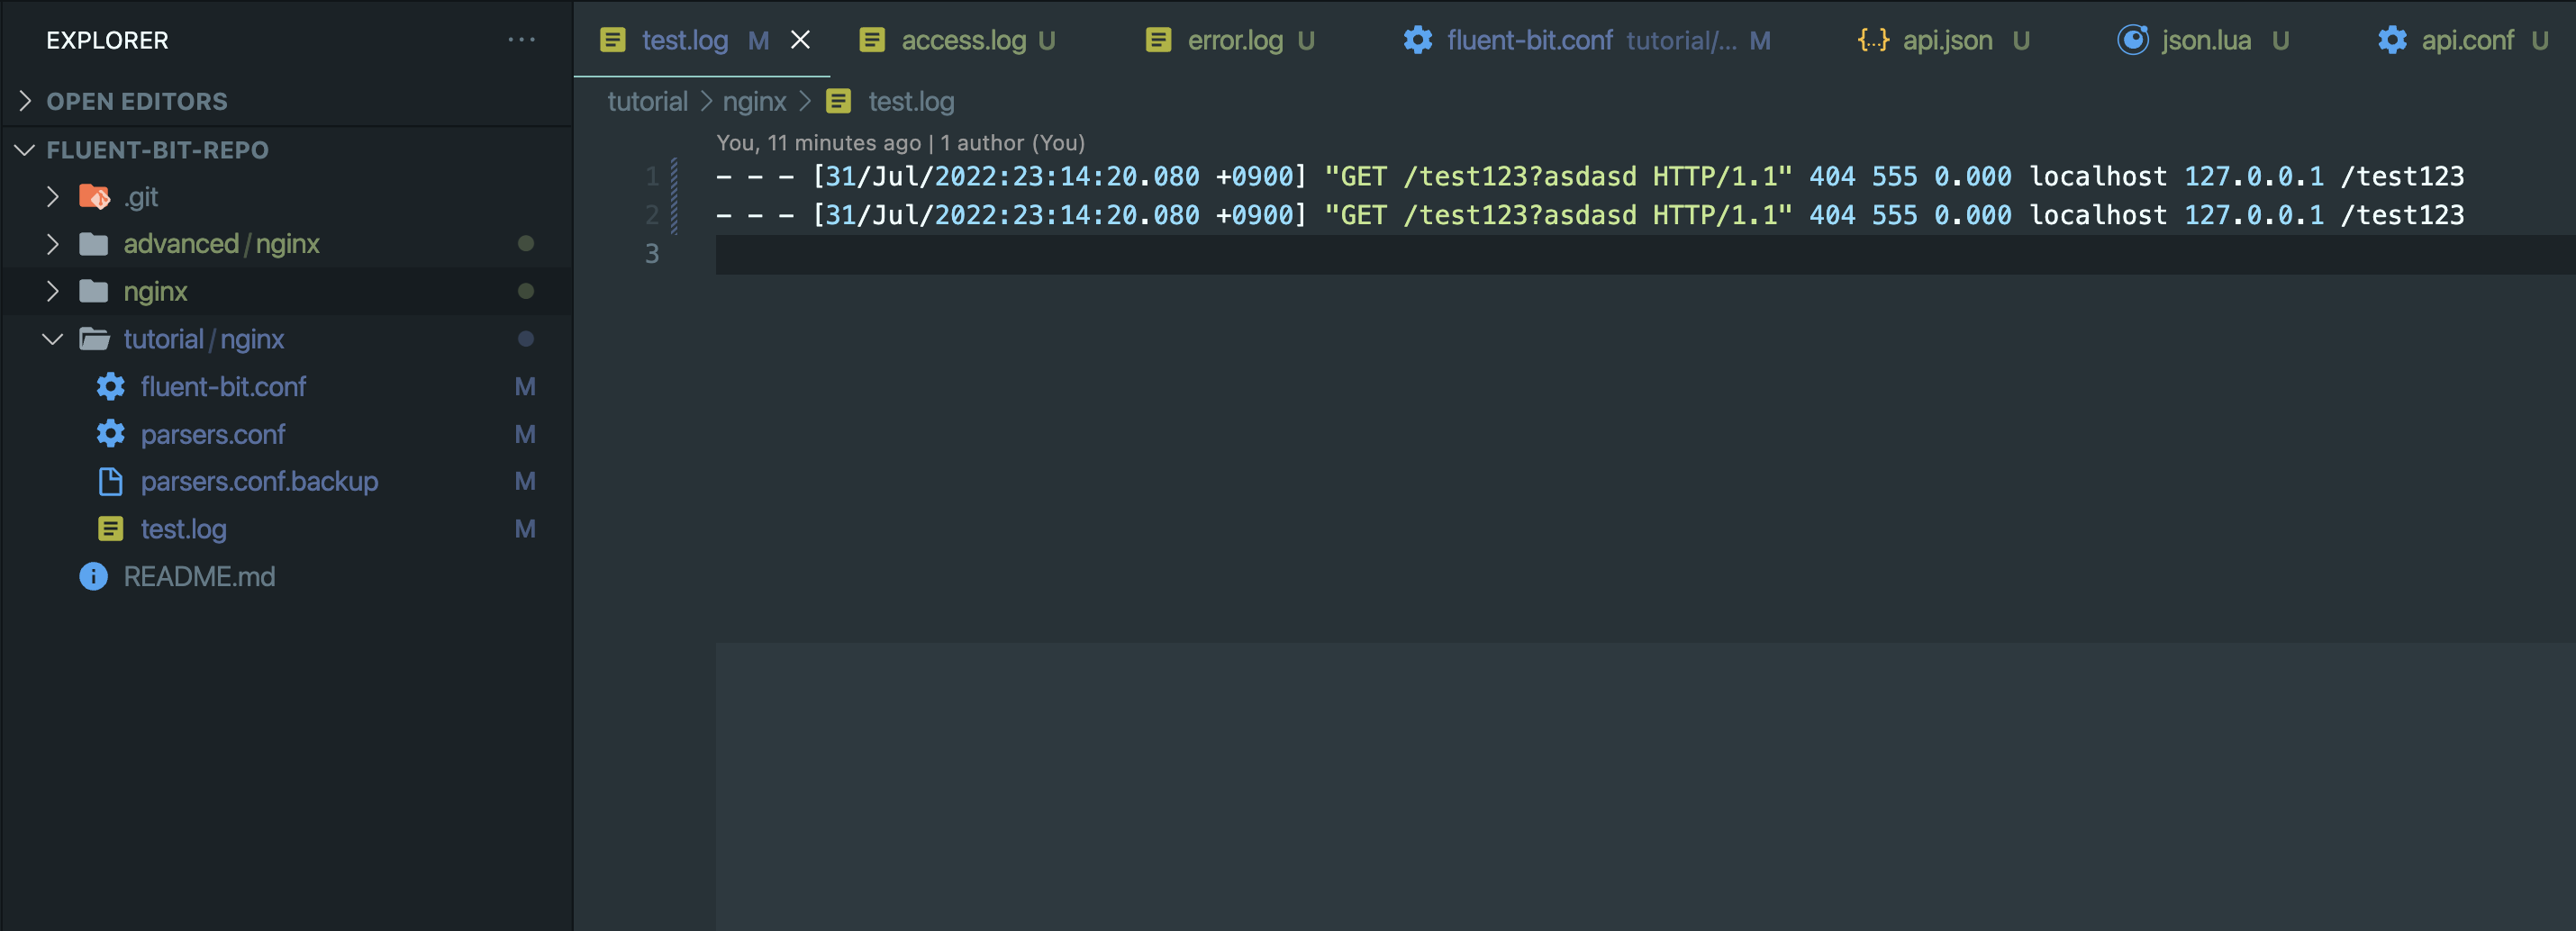 EXPLORER
OPEN EDITORS
FLUENT-BIT-REPO
.git
advanced/nginx
nginx
tutorial/nginx
fluent-bit.conf M
parsers.conf M
parsers.conf.backup M
test.log M
README.md
test.log M access.log U error.log U fluent-bit.conf tutorial/... M {..} api.json U json.lua U api.conf U
tutorial > nginx > test.log
You, 11 minutes ago | 1 author (You)
1 - - - [31/Jul/2022:23:14:20.080 +0900] "GET /test123?asdasd HTTP/1.1" 404 555 0.000 localhost 127.0.0.1 /test123
2 - - - [31/Jul/2022:23:14:20.080 +0900] "GET /test123?asdasd HTTP/1.1" 404 555 0.000 localhost 127.0.0.1 /test123
3